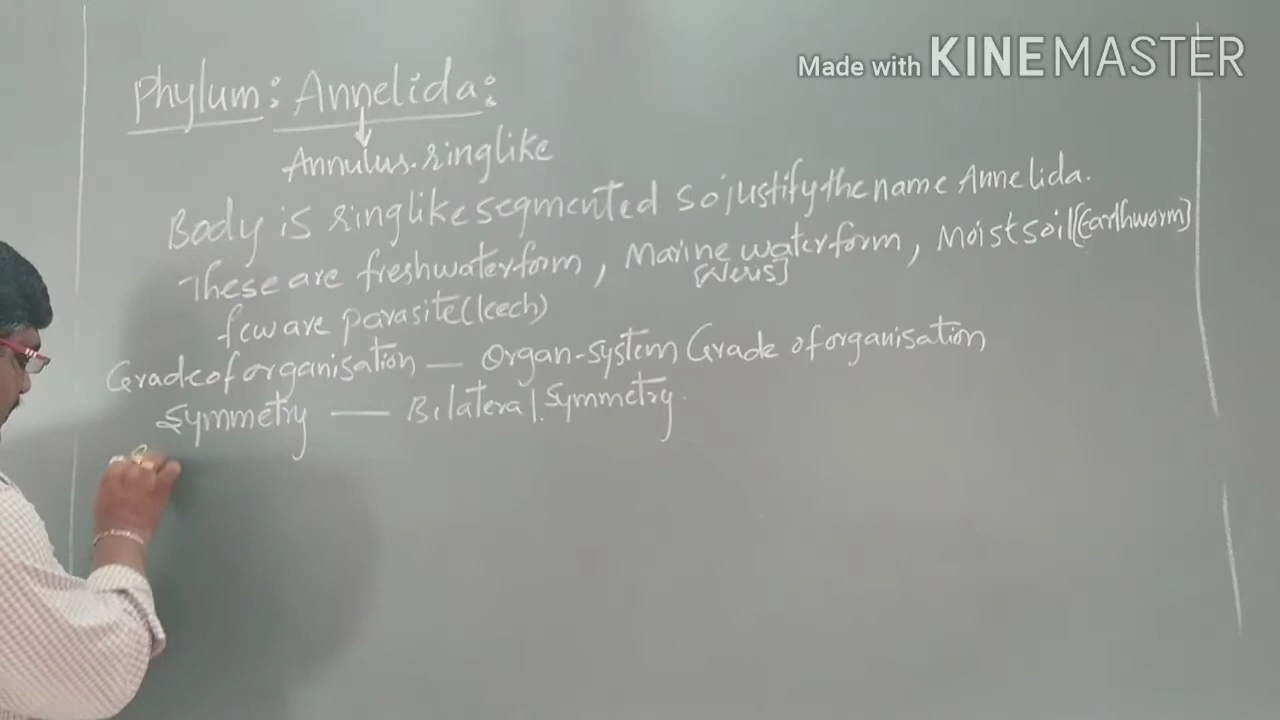 Made with KINEMASTER
Phylum: Annelida:
Annulus. ringlike
Body is ringlike segmented so justify the name Annelida.
These are freshwater form, Marine water form, Moist soil [Earthworm]
[Neris]
few are parasite (leech)
Grade of organisation — Organ-system Grade of organisation
Symmetry — Bilateral Symmetry.